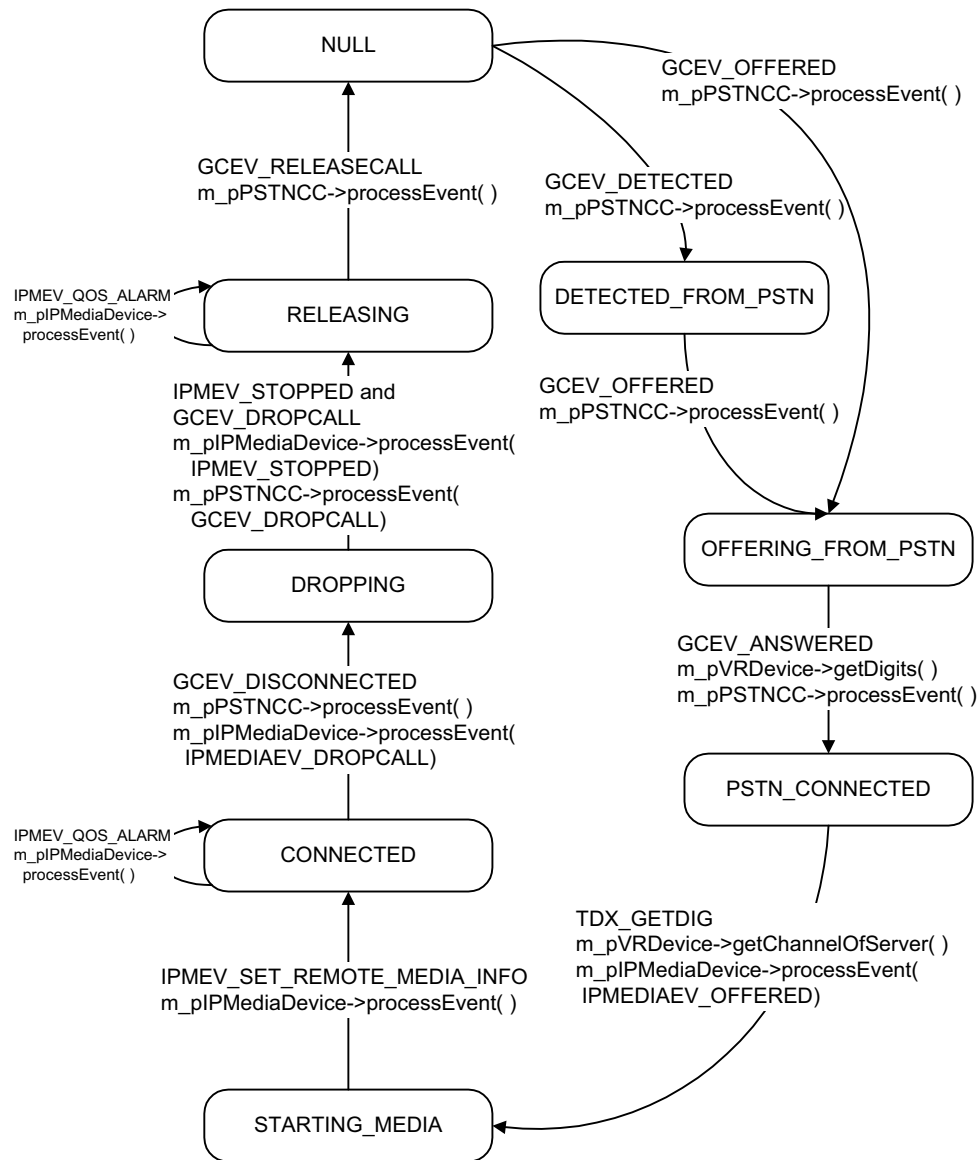 NULL
GCEV_OFFERED
m_pPSTNCC->processEvent( )
GCEV_RELEASECALL
m_pPSTNCC->processEvent( )
GCEV_DETECTED
m_pPSTNCC->processEvent( )
IPMEV_QOS_ALARM
m_pIPMediaDevice->
processEvent( )
RELEASING
DETECTED_FROM_PSTN
IPMEV_STOPPED and
GCEV_DROPCALL
m_pIPMediaDevice->processEvent(
IPMEV_STOPPED)
m_pPSTNCC->processEvent(
GCEV_DROPCALL)
GCEV_OFFERED
m_pPSTNCC->processEvent( )
OFFERING_FROM_PSTN
DROPPING
GCEV_ANSWERED
m_pVRDevice->getDigits( )
m_pPSTNCC->processEvent( )
GCEV_DISCONNECTED
m_pPSTNCC->processEvent( )
m_pIPMediaDevice->processEvent(
IPMEDIAEV_DROPCALL)
PSTN_CONNECTED
IPMEV_QOS_ALARM
m_pIPMediaDevice->
processEvent( )
CONNECTED
TDX_GETDIG
m_pVRDevice->getChannelOfServer( )
m_pIPMediaDevice->processEvent(
IPMEDIAEV_OFFERED)
IPMEV_SET_REMOTE_MEDIA_INFO
m_pIPMediaDevice->processEvent( )
STARTING_MEDIA